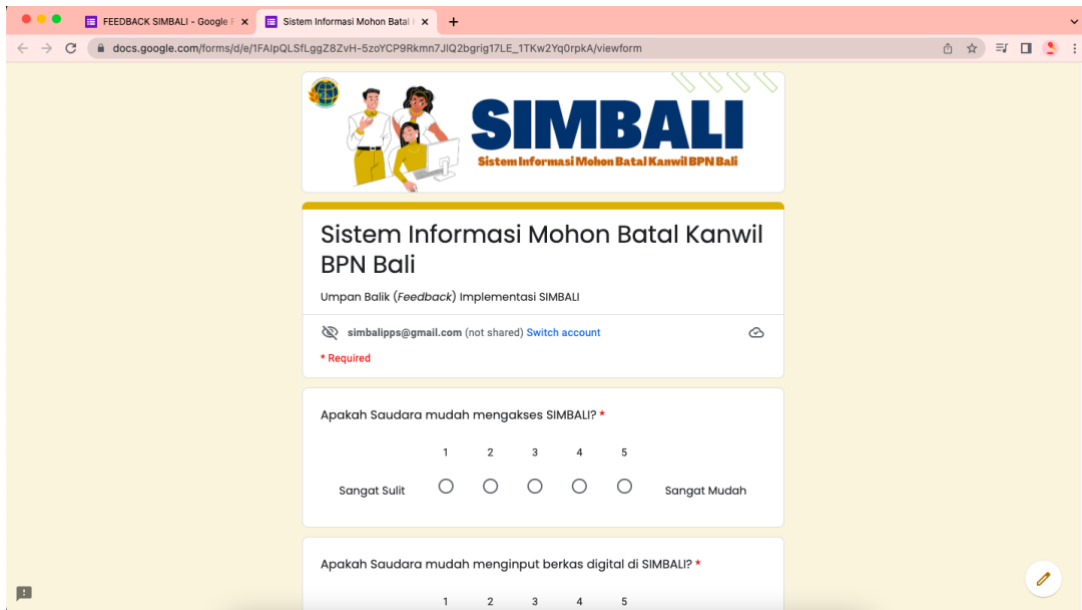 FEEDBACK SIMBALI - Google F
Sistem Informasi Mohon Batal
docs.google.com/forms/d/e/1FAIpQLSfLggZ8ZvH-5zoYCP9Rkmn7JIQ2bgrig17LE_1TKw2Yq0rpkA/viewform
SIMBALI
Sistem Informasi Mohon Batal Kanwil BPN Bali
Sistem Informasi Mohon Batal Kanwil
BPN Bali
Umpan Balik (Feedback) Implementasi SIMBALI
simbalipps@gmail.com (not shared) Switch account
* Required
Apakah Saudara mudah mengakses SIMBALI? *
1 2 3 4 5
Sangat Sulit Sangat Mudah
Apakah Saudara mudah menginput berkas digital di SIMBALI? *
1 2 3 4 5